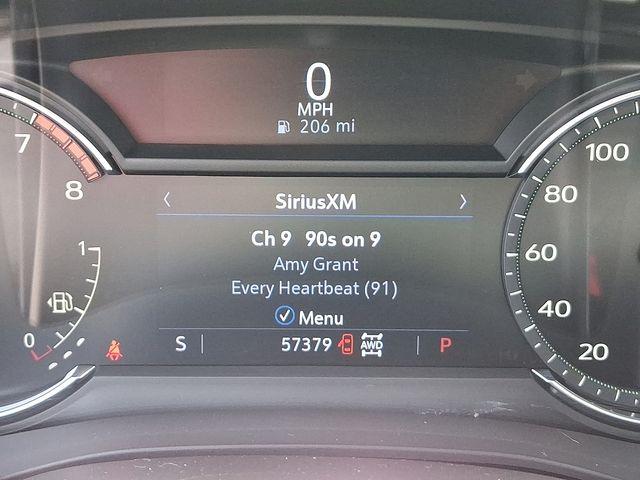 0
MPH
206 mi
7
8
1
0
< SiriusXM >
Ch 9 90s on 9
Amy Grant
Every Heartbeat (91)
Menu
S 57379 AWD P
100
80
60
40
20